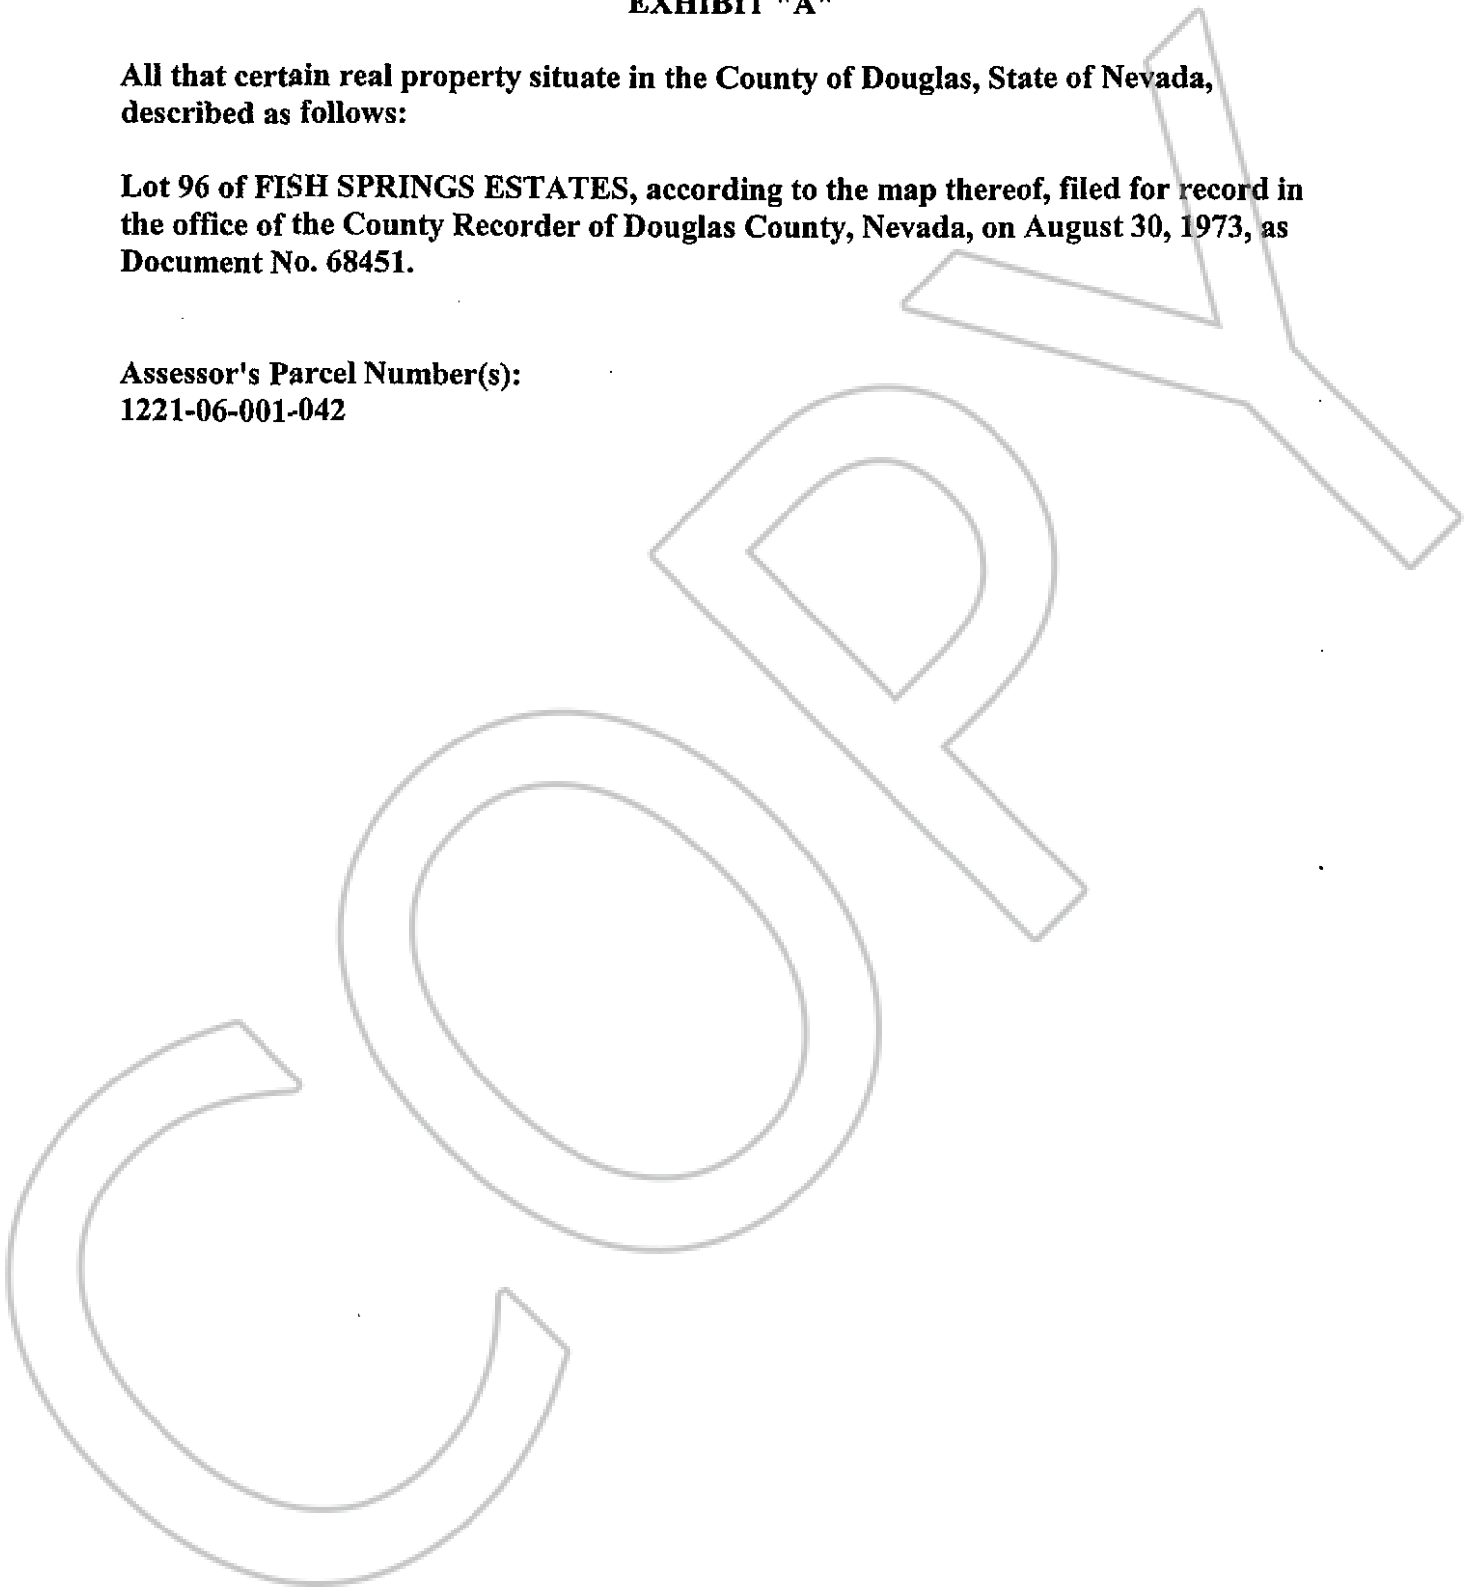 EXHIBIT "A"
All that certain real property situate in the County of Douglas, State of Nevada,
described as follows:
Lot 96 of FISH SPRINGS ESTATES, according to the map thereof, filed for record in
the office of the County Recorder of Douglas County, Nevada, on August 30, 1973, as
Document No. 68451.
Assessor's Parcel Number(s):
1221-06-001-042
COPY